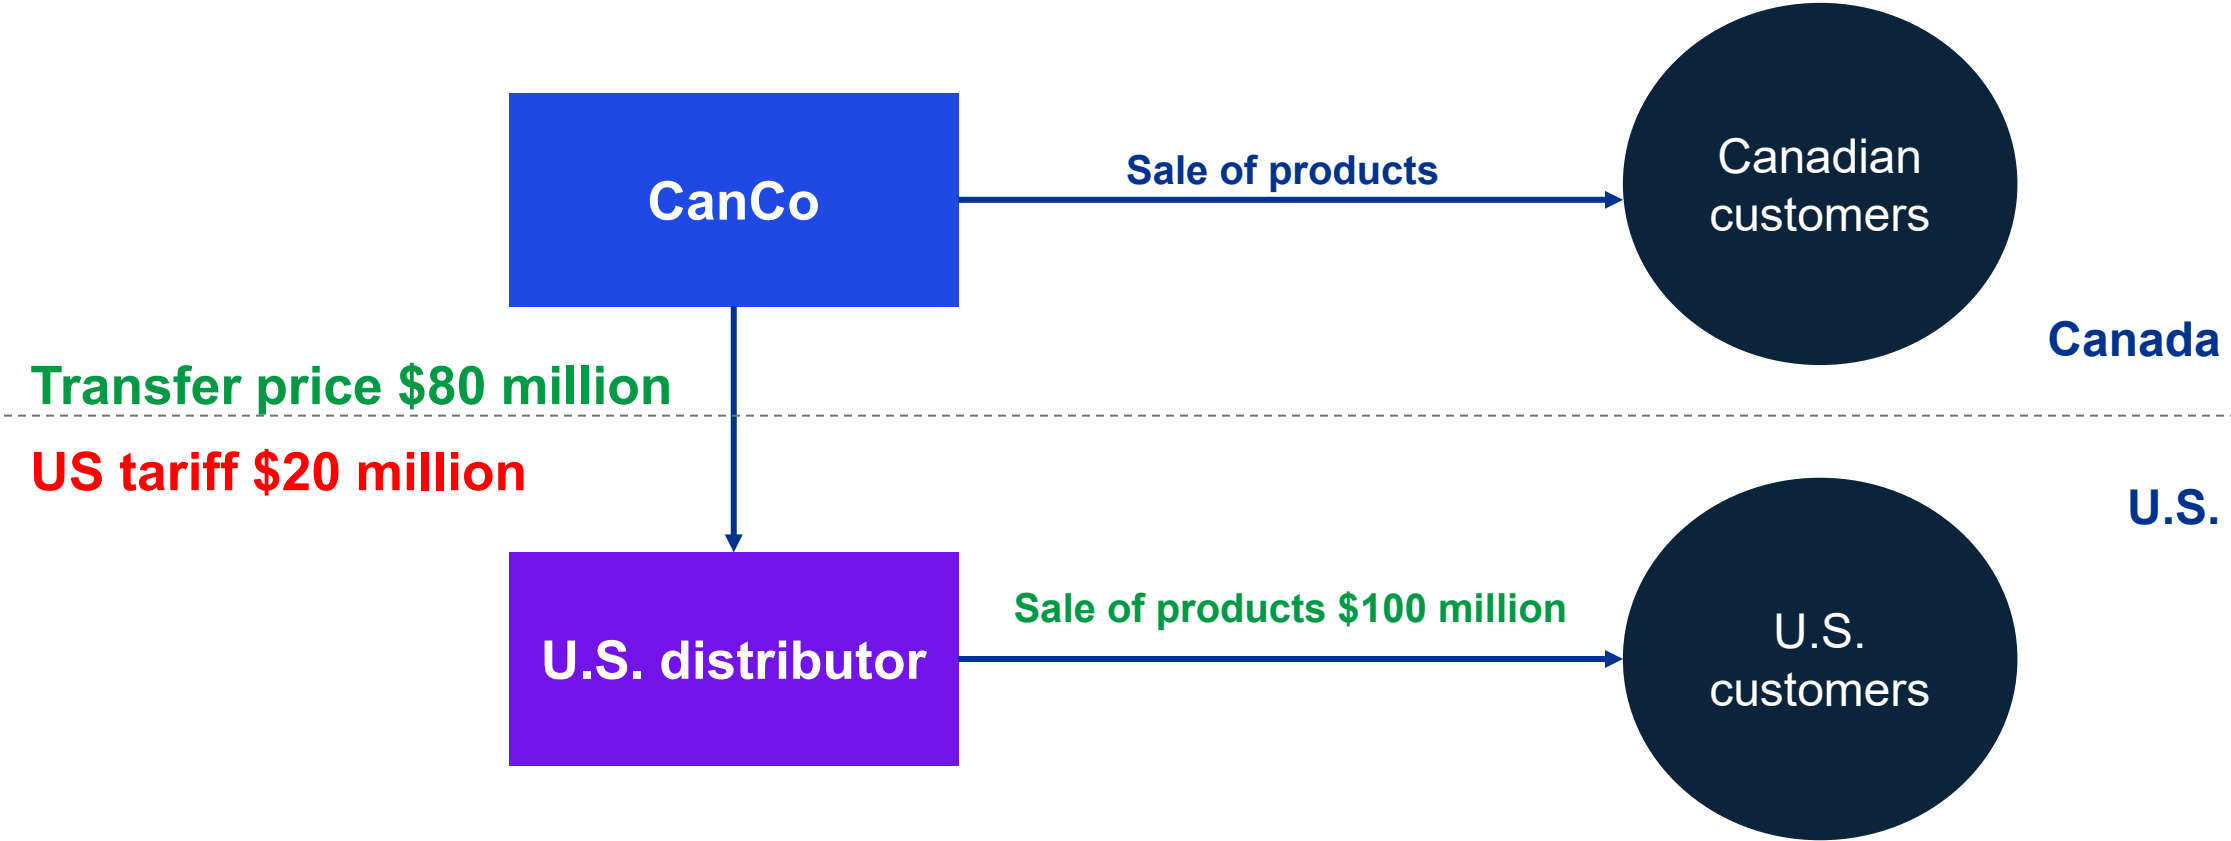 CanCo
Sale of products
Canadian
customers
Canada
Transfer price $80 million
US tariff $20 million
U.S.
U.S. distributor
Sale of products $100 million
U.S.
customers